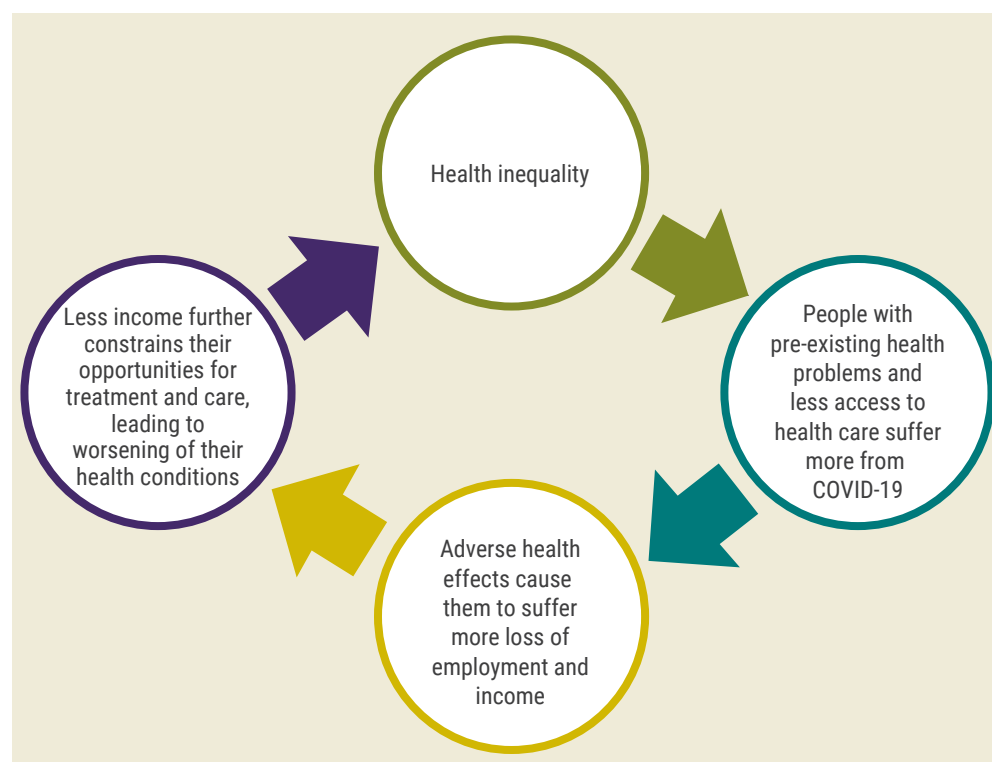 Health inequality
People with
pre-existing health
problems and
less access to
health care suffer
more from
COVID-19
Adverse health
effects cause
them to suffer
more loss of
employment and
income
Less income further
constrains their
opportunities for
treatment and care,
leading to
worsening of their
health conditions